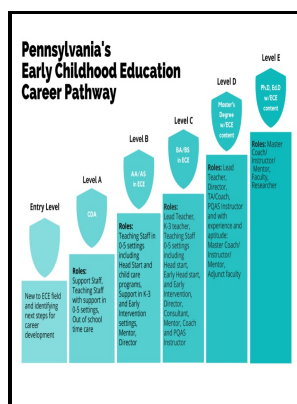 Pennsylvania's
Early Childhood Education
Career Pathway
Entry Level
New to ECE field
and identifying
next steps for
career
development
Level A
CDA
Roles:
Support Staff,
Teaching Staff
with support in
0-5 settings,
Out of school
time care
Level B
AA/AS
in ECE
Roles:
Teaching Staff in
0-5 settings
including
Head Start and
child care
programs,
Support in K-3
and Early
Intervention
settings,
Mentor,
Director
Level C
BA/BS
in ECE
Roles:
Lead Teacher,
K-3 teacher,
Teaching Staff
0-5 settings
including
Head start,
Early Head start,
and Early
Intervention,
Director,
Consultant,
Mentor, Coach
and PQAS
Instructor
Level D
Master's
Degree
w/ECE
content
Roles: Lead
Teacher,
Director,
TA/Coach,
PQAS instructor
and with
experience and
aptitude:
Master Coach/
Instructor/
Mentor,
Adjunct faculty
Level E
Ph.D, Ed.D
w/ECE
content
Roles: Master
Coach/
Instructor/
Mentor,
Faculty,
Researcher